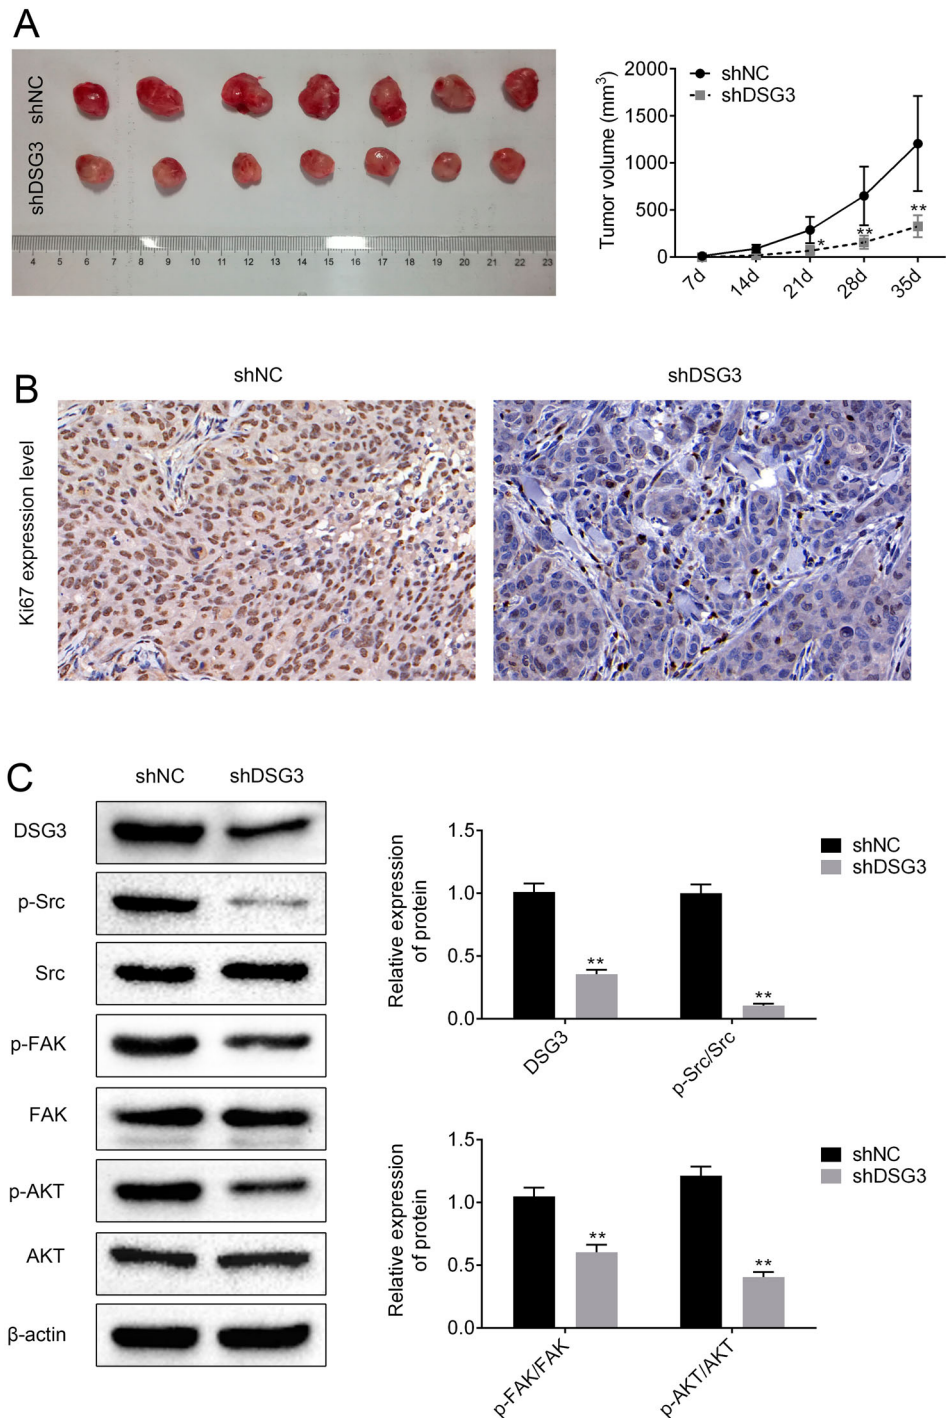 A
shNC
shDSG3
4 5 6 7 8 9 10 11 12 13 14 15 16 17 18 19 20 21 22 23
Tumor volume (mm³)
2000
1500
1000
500
0
shNC
shDSG3
*
**
**
7d 14d 21d 28d 35d
B
shNC shDSG3
Ki67 expression level
C
shNC shDSG3
DSG3
p-Src
Src
p-FAK
FAK
p-AKT
AKT
β-actin
Relative expression
of protein
1.5
1.0
0.5
0.0
shNC
shDSG3
**
**
DSG3 p-Src/Src
Relative expression
of protein
1.5
1.0
0.5
0.0
shNC
shDSG3
**
**
p-FAK/FAK p-AKT/AKT